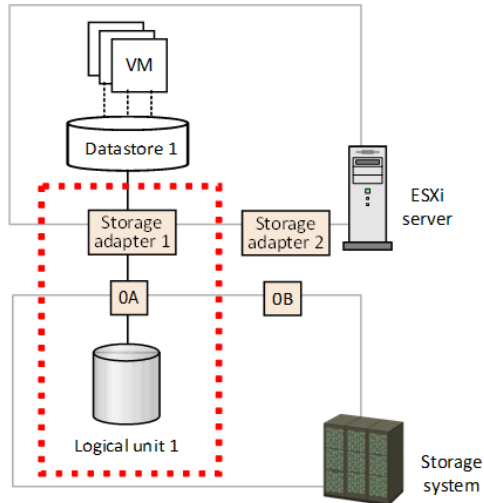 VM
Datastore 1
ESXi
server
Storage
adapter 1
Storage
adapter 2
0A
0B
Logical unit 1
Storage
system